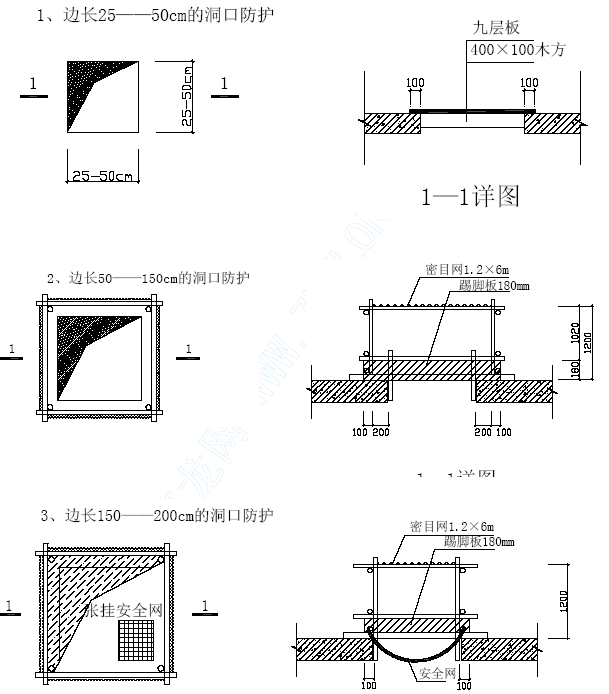 1、边长25——50cm的洞口防护
九层板
400×100木方
1
1
25-50cm
25-50cm
100
100
1—1详图
2、边长50——150cm的洞口防护
密目网1.2×6m
踢脚板180mm
1
1
1020
180
1200
100
200
200
100
1—1详图
3、边长150——200cm的洞口防护
密目网1.2×6m
踢脚板180mm
1
1
张挂安全网
1200
安全网
100
100